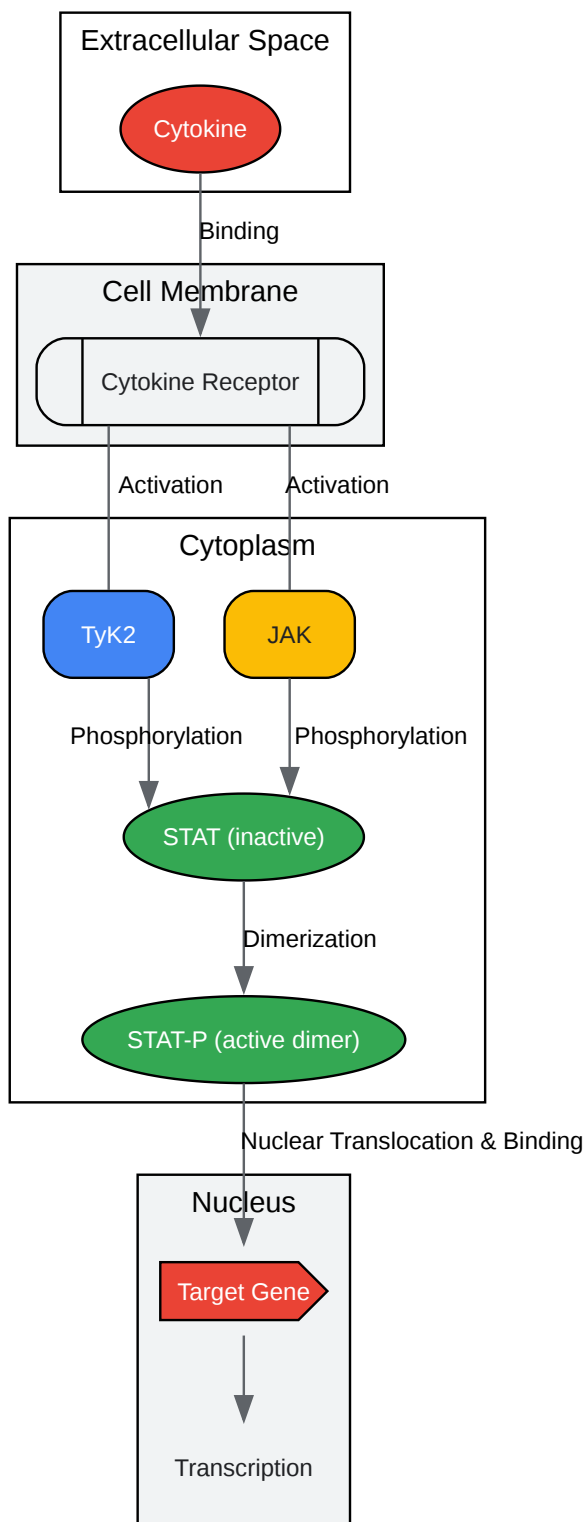 Extracellular Space
Cytokine
Binding
Cell Membrane
Cytokine Receptor
Activation
Activation
Cytoplasm
TyK2
JAK
Phosphorylation
Phosphorylation
STAT (inactive)
Dimerization
STAT-P (active dimer)
Nuclear Translocation & Binding
Nucleus
Target Gene
Transcription